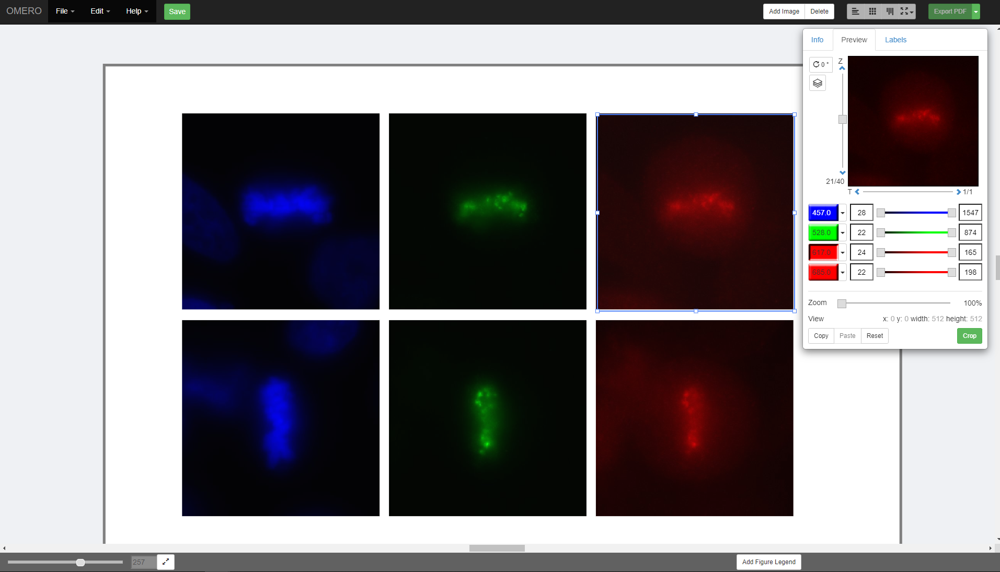 OMERO File Edit Help Save Add Image Delete Export PDF
Info Preview Labels
0 ° Z
21/40
T 1/1
457.0 28 1547
528.0 22 874
617.0 24 165
685.0 22 198
Zoom 100%
View x: 0 y: 0 width: 512 height: 512
Copy Paste Reset Crop
257 Add Figure Legend